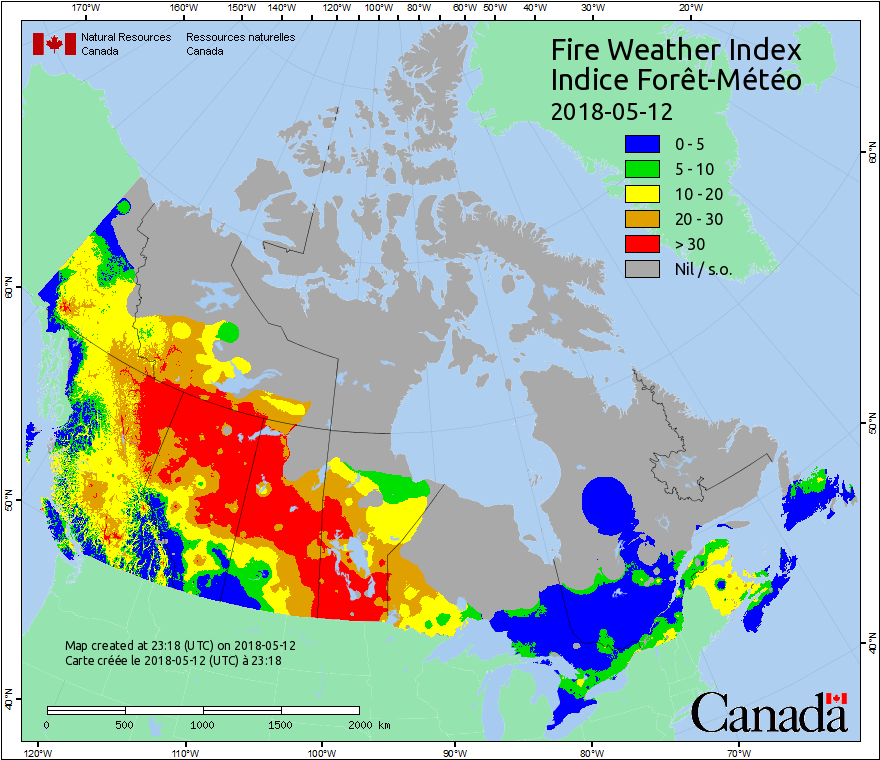 170°W 160°W 150°W 140°W 130°W 120°W 110°W 100°W 90°W 80°W 60°W 50°W 40°W 30°W 20°W
Natural Resources Ressources naturelles
Canada Canada
Fire Weather Index
Indice Forêt-Météo
2018-05-12
0 - 5
5 - 10
10 - 20
20 - 30
> 30
Nil / s.o.
60°N
60°N
50°N
50°N
40°N
40°N
Map created at 23:18 (UTC) on 2018-05-12
Carte créée le 2018-05-12 (UTC) à 23:18
0 500 1000 1500 2000 km
Canada
120°W 110°W 100°W 90°W 80°W 70°W